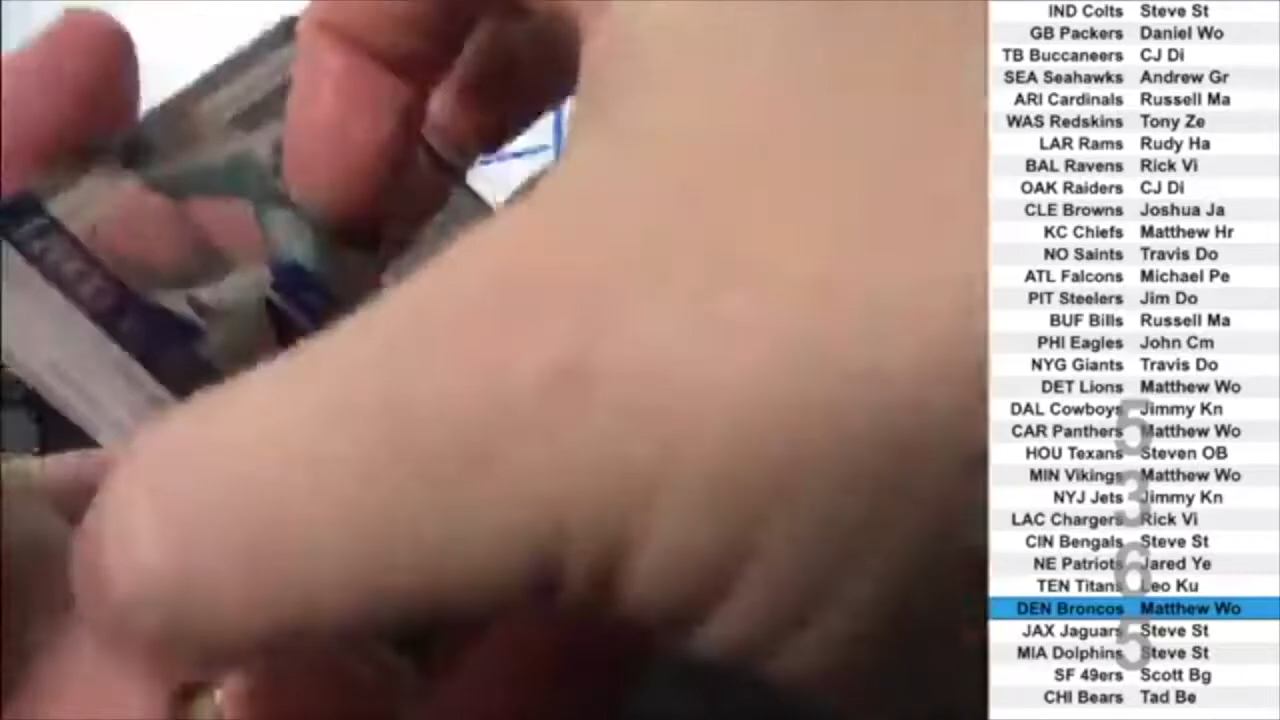 IND Colts Steve St
GB Packers Daniel Wo
TB Buccaneers CJ Di
SEA Seahawks Andrew Gr
ARI Cardinals Russell Ma
WAS Redskins Tony Ze
LAR Rams Rudy Ha
BAL Ravens Rick Vi
OAK Raiders CJ Di
CLE Browns Joshua Ja
KC Chiefs Matthew Hr
NO Saints Travis Do
ATL Falcons Michael Pe
PIT Steelers Jim Do
BUF Bills Russell Ma
PHI Eagles John Cm
NYG Giants Travis Do
DET Lions Matthew Wo
DAL Cowboys Jimmy Kn
CAR Panthers Matthew Wo
HOU Texans Steven OB
MIN Vikings Matthew Wo
NYJ Jets Jimmy Kn
LAC Chargers Rick Vi
CIN Bengals Steve St
NE Patriots Jared Ye
TEN Titans Leo Ku
DEN Broncos Matthew Wo
JAX Jaguars Steve St
MIA Dolphins Steve St
SF 49ers Scott Bg
CHI Bears Tad Be
5
3
6
5